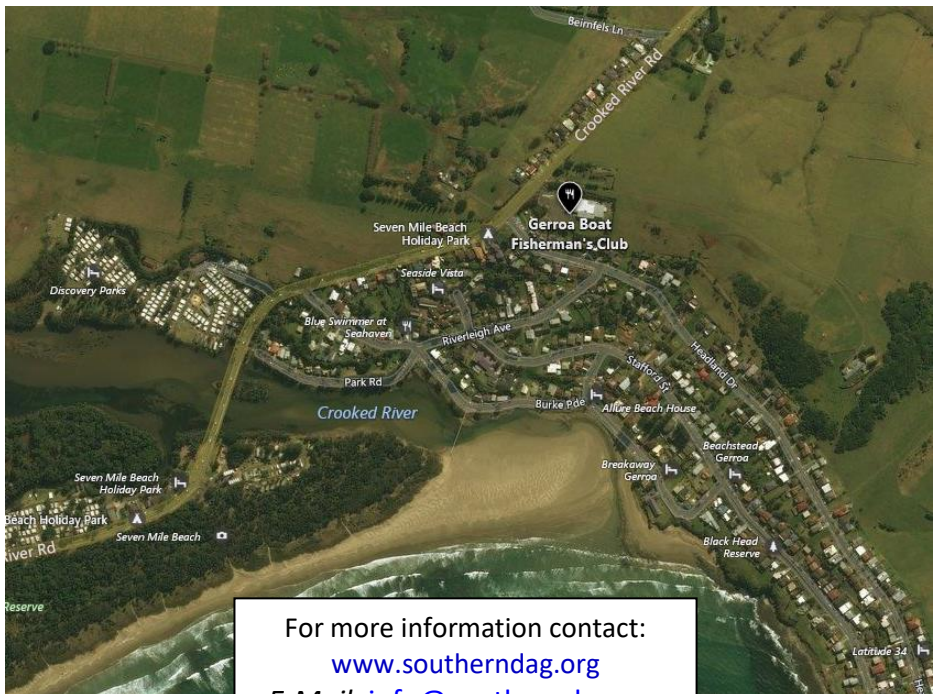 Beirnfels Ln
Crooked River Rd
Gerroa Boat
Fisherman's Club
Seven Mile Beach
Holiday Park
Seaside Vista
Discovery Parks
Blue Swimmer at
Seahaven
Riverleigh Ave
Headland Dr
Stafford St
Park Rd
Burke Pde
Allure Beach House
Crooked River
Beachstead
Gerroa
Breakaway
Gerroa
Seven Mile Beach
Holiday Park
Beach Holiday Park
Seven Mile Beach
River Rd
Black Head
Reserve
Reserve
Latitude 34
For more information contact:
www.southerndag.org